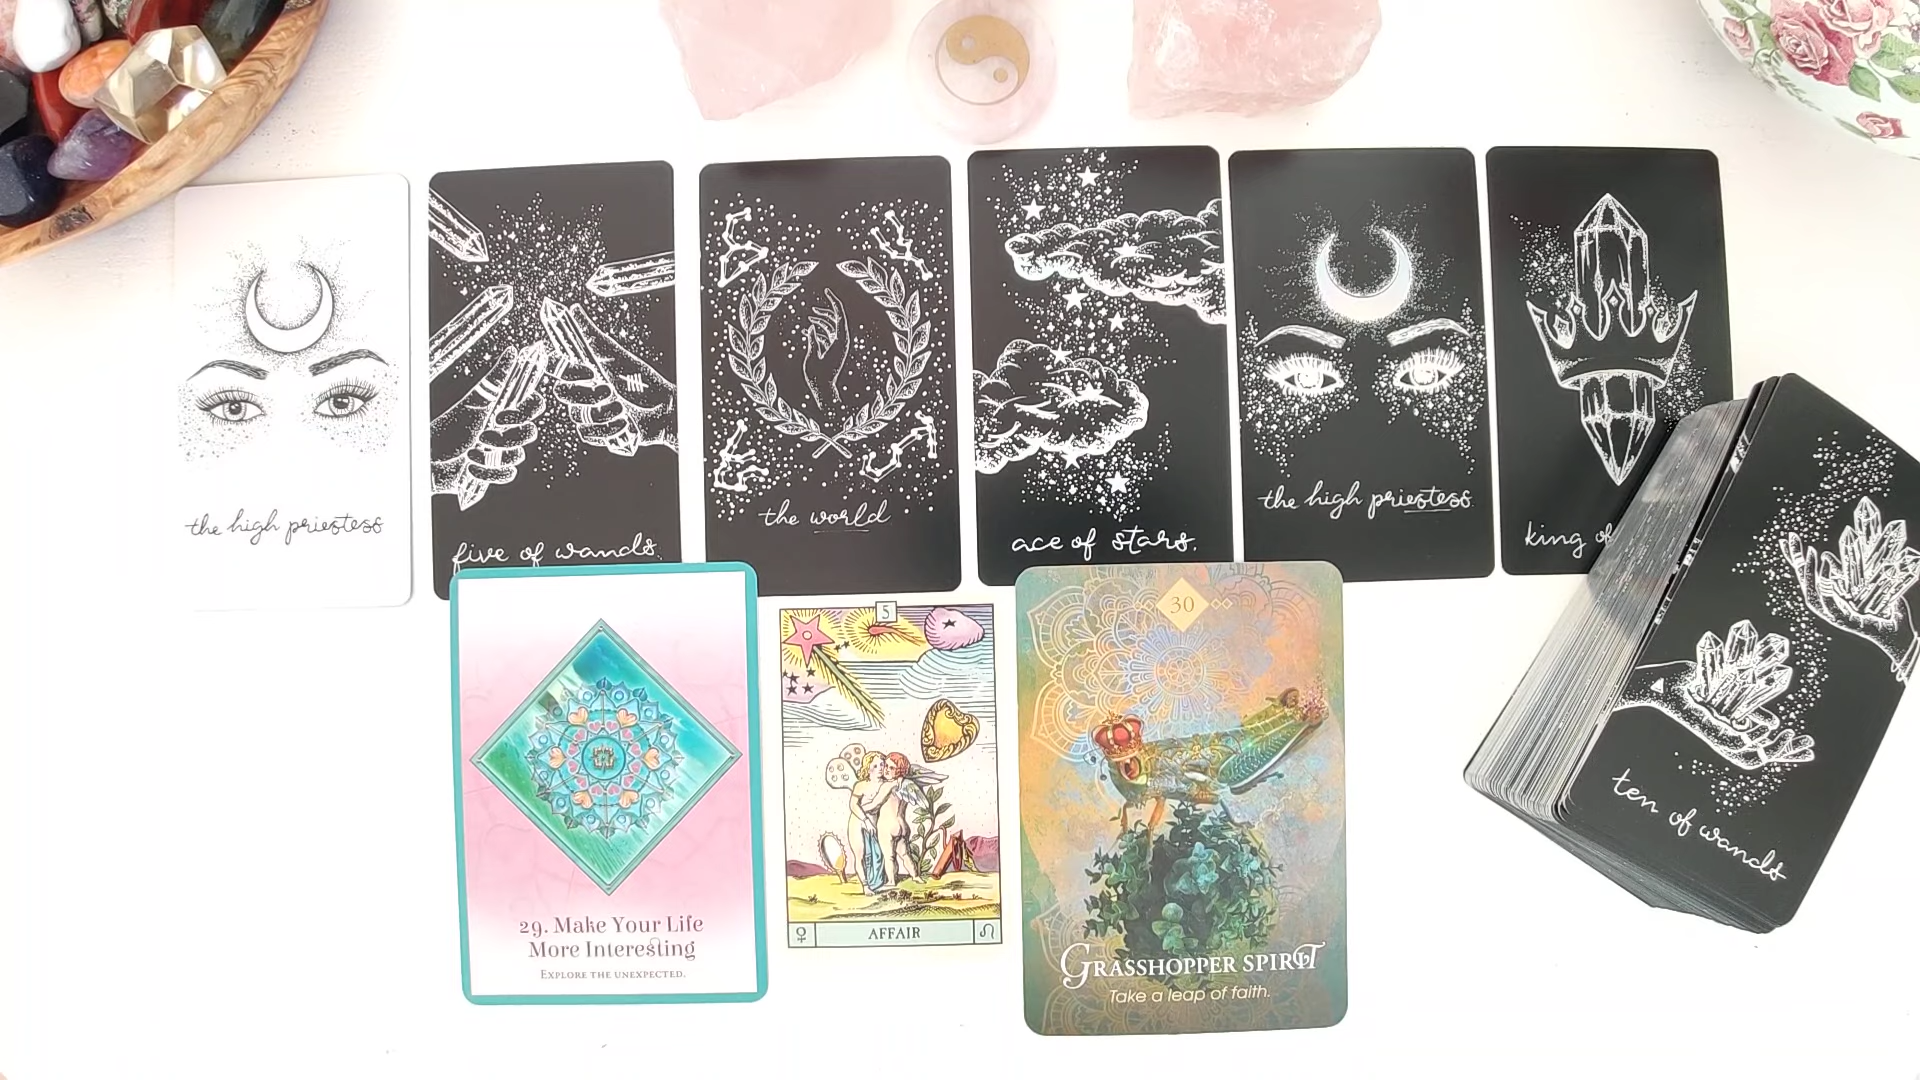 the high priestess
five of wands.
the world
ace of stars.
the high priestess
king of
ten of wands
29. Make Your Life
More Interesting
Explore the unexpected.
5
AFFAIR
30
Grasshopper Spirit
Take a leap of faith.